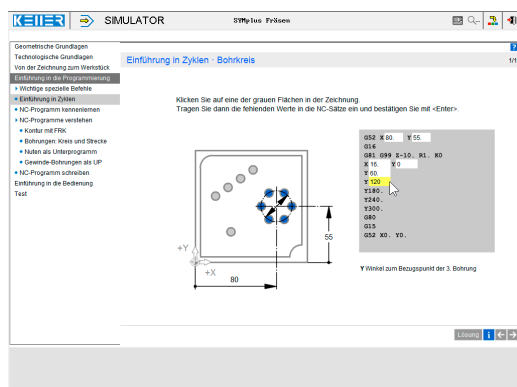 KELLER SIMULATOR SYMplus Fräsen
Geometrische Grundlagen
Technologische Grundlagen
Von der Zeichnung zum Werkstück
Einführung in die Programmierung
Wichtige spezielle Befehle
Einführung in Zyklen
NC-Programm kennenlernen
NC-Programme verstehen
Kontur mit FRK
Bohrungen: Kreis und Strecke
Nuten als Unterprogramm
Gewinde-Bohrungen als UP
NC-Programm schreiben
Einführung in die Bedienung
Test
?
Einführung in Zyklen · Bohrkreis 1/1
Klicken Sie auf eine der grauen Flächen in der Zeichnung.
Tragen Sie dann die fehlenden Werte in die NC-Sätze ein und bestätigen Sie mit <Enter>.
G52 X 80. Y 55.
G16
G81 G99 Z-10. R1. K0
X 16. Y 0
Y 60.
Y 120
Y180.
Y240.
Y300.
G80
G15
G52 X0. Y0.
+Y
+X
80
55
Y Winkel zum Bezugspunkt der 3. Bohrung
Lösung i